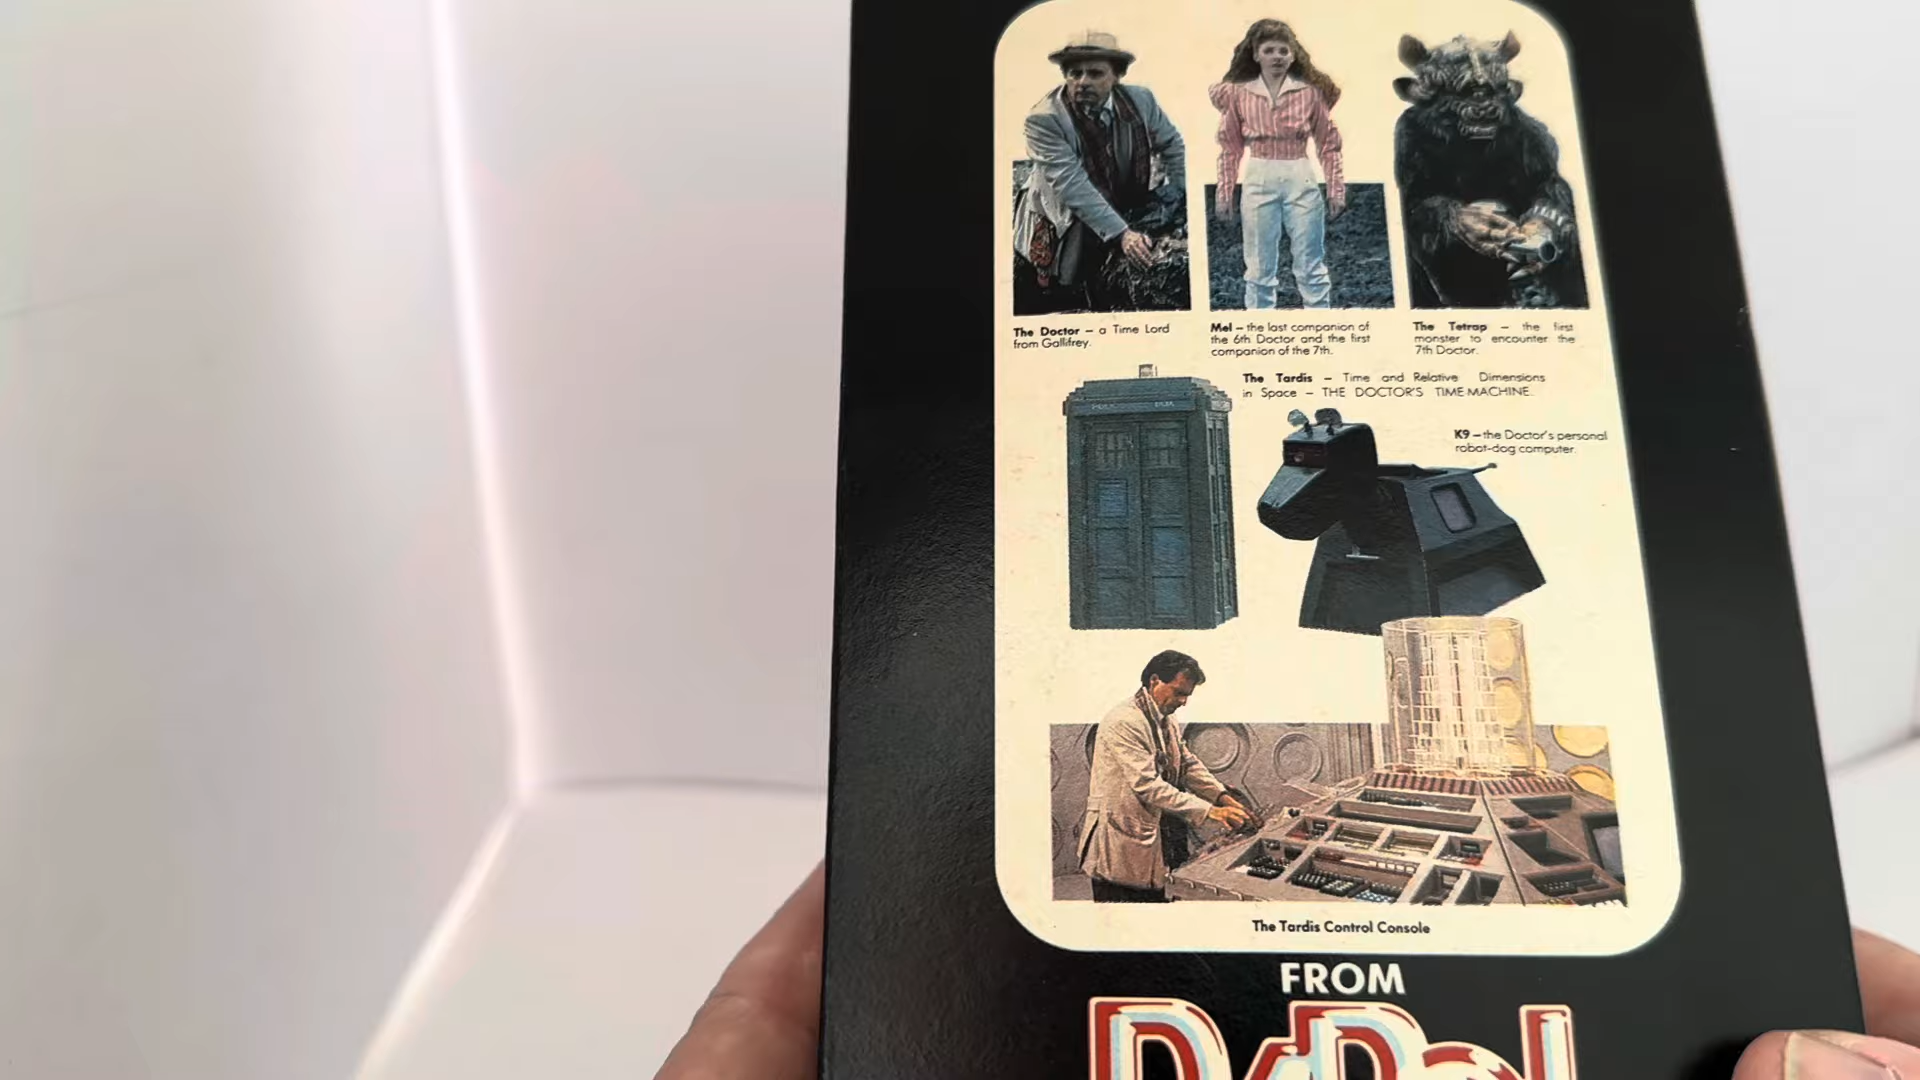 The Doctor – a Time Lord
from Gallifrey.
Mel – the last companion of
the 6th Doctor and the first
companion of the 7th.
The Tetrap – the first
monster to encounter the
7th Doctor.
The Tardis – Time and Relative Dimensions
in Space – THE DOCTOR'S TIME MACHINE.
K9 – the Doctor's personal
robot-dog computer.
The Tardis Control Console
FROM